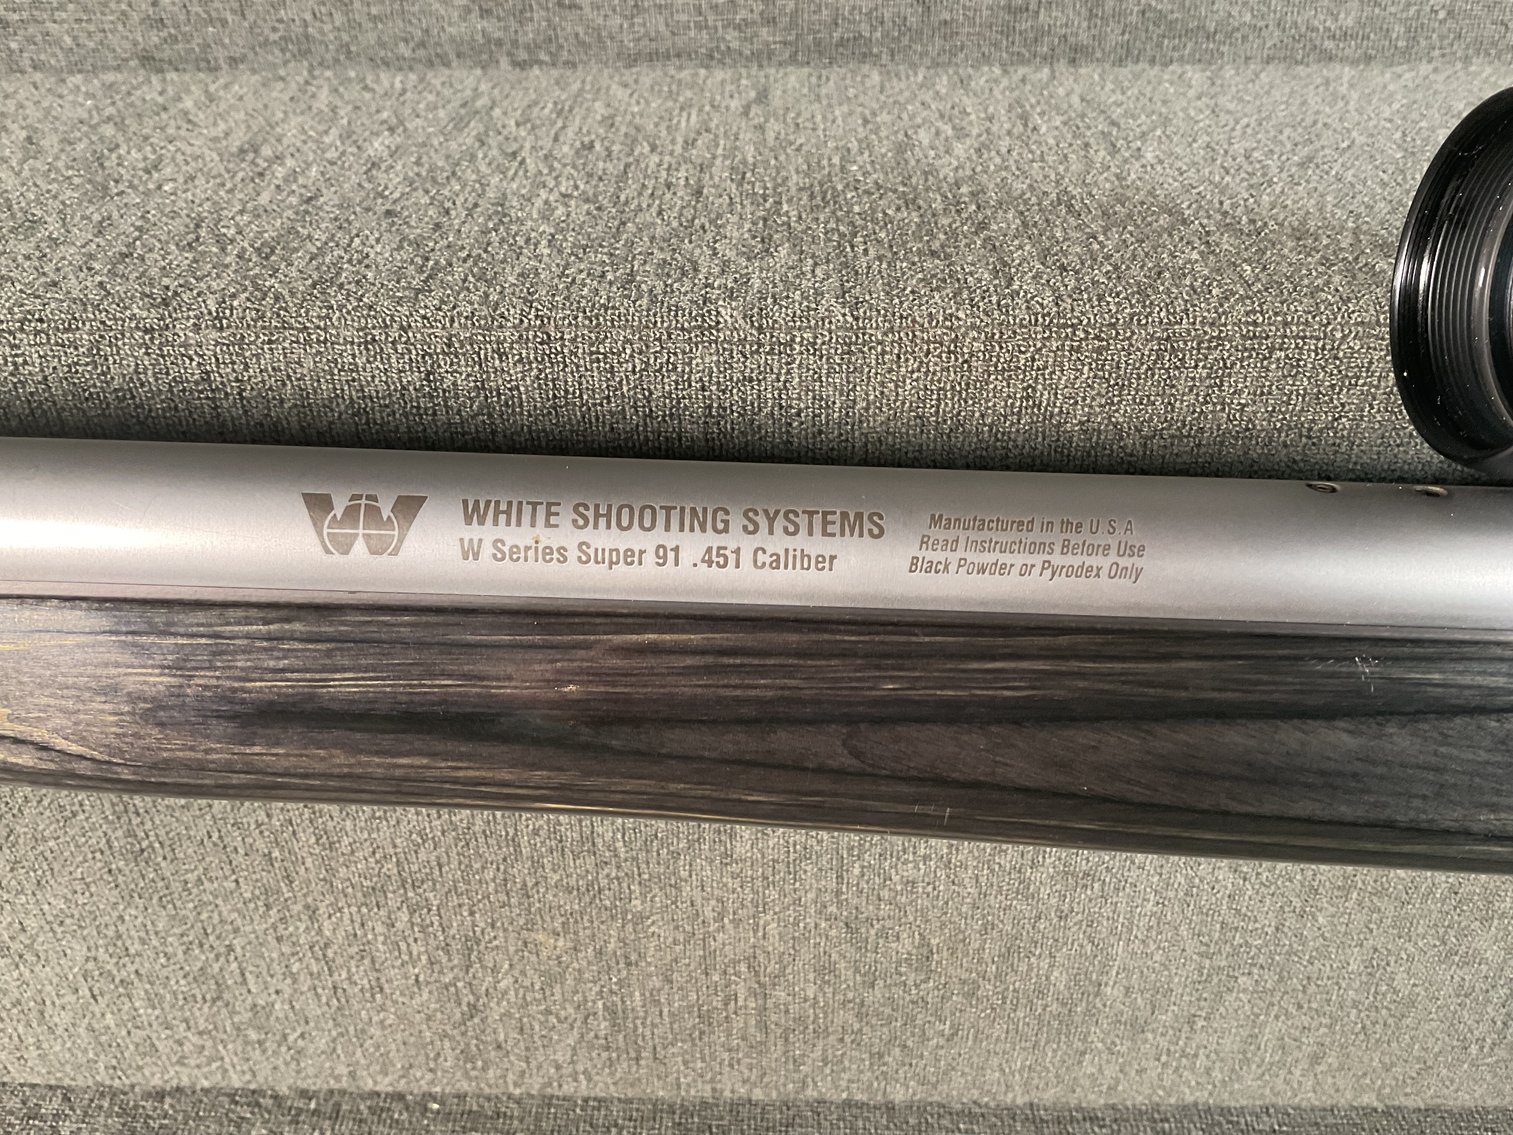 WHITE SHOOTING SYSTEMS
W Series Super 91 .451 Caliber
Manufactured in the U.S.A
Read Instructions Before Use
Black Powder or Pyrodex Only